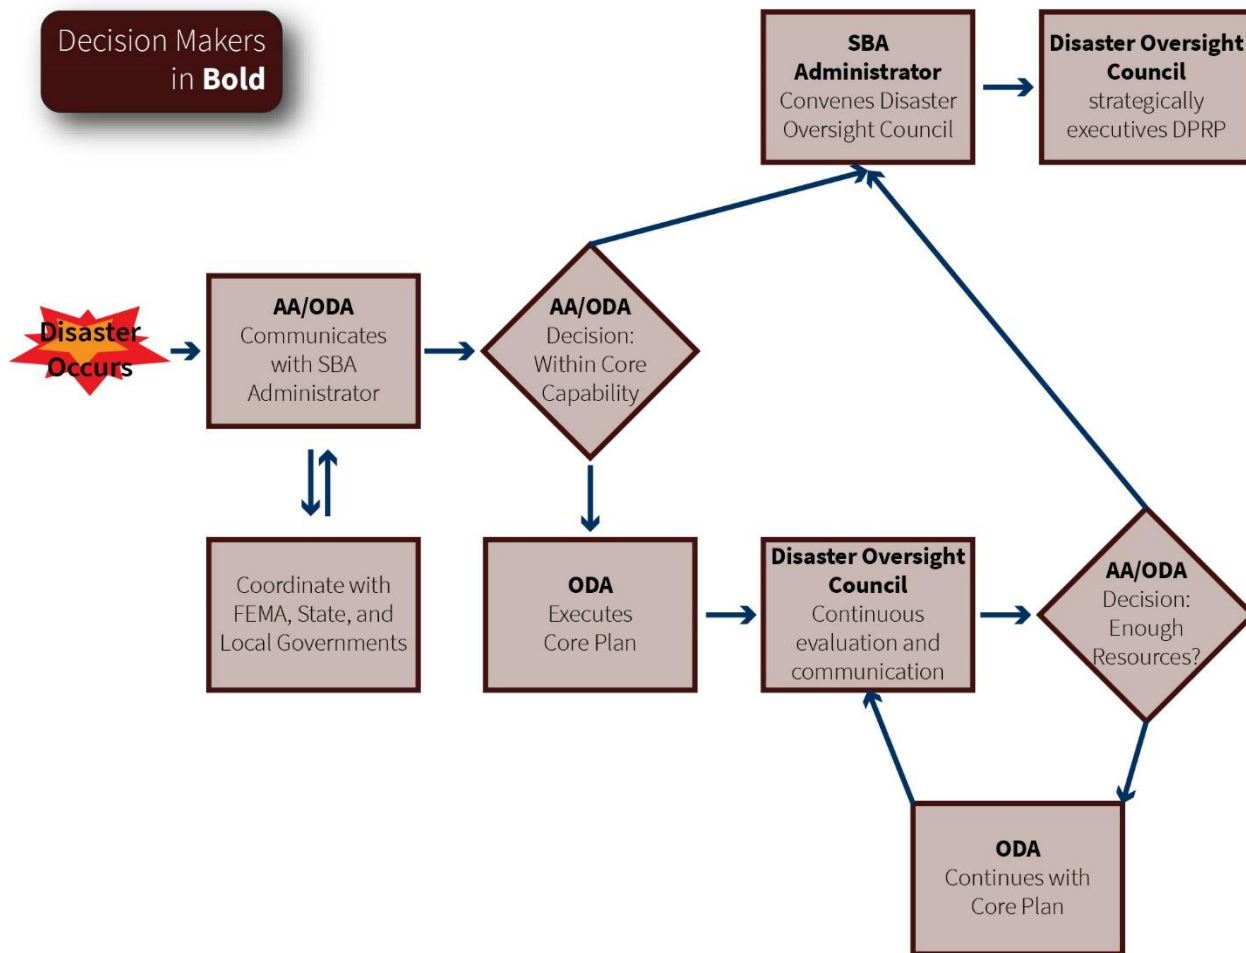 Decision Makers
in Bold
SBA
Administrator
Convenes Disaster
Oversight Council
Disaster Oversight
Council
strategically
executives DPRP
Disaster
Occurs
AA/ODA
Communicates
with SBA
Administrator
AA/ODA
Decision:
Within Core
Capability
Coordinate with
FEMA, State, and
Local Governments
ODA
Executes
Core Plan
Disaster Oversight
Council
Continuous
evaluation and
communication
AA/ODA
Decision:
Enough
Resources?
ODA
Continues with
Core Plan